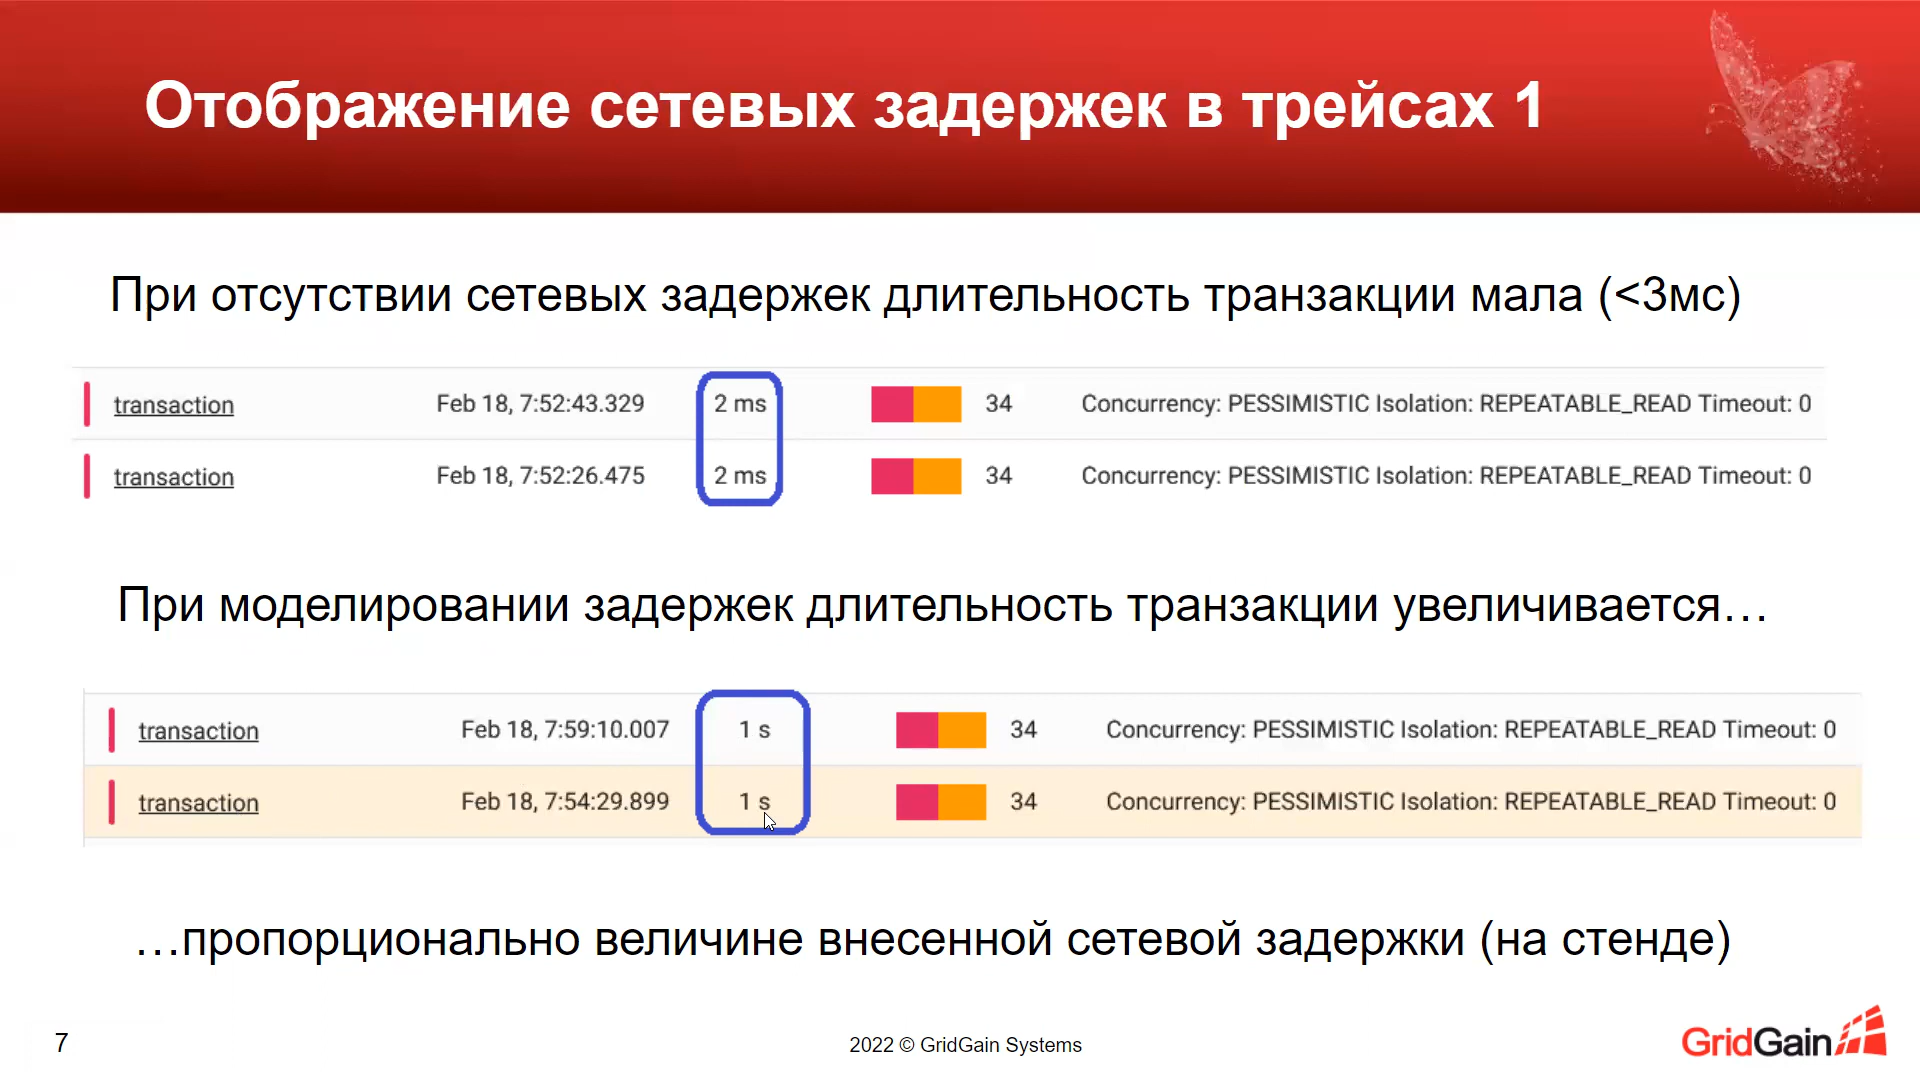 Отображение сетевых задержек в трейсах 1
При отсутствии сетевых задержек длительность транзакции мала (<3мс)
transaction Feb 18, 7:52:43.329 2 ms 34 Concurrency: PESSIMISTIC Isolation: REPEATABLE_READ Timeout: 0
transaction Feb 18, 7:52:26.475 2 ms 34 Concurrency: PESSIMISTIC Isolation: REPEATABLE_READ Timeout: 0
При моделировании задержек длительность транзакции увеличивается…
transaction Feb 18, 7:59:10.007 1 s 34 Concurrency: PESSIMISTIC Isolation: REPEATABLE_READ Timeout: 0
transaction Feb 18, 7:54:29.899 1 s 34 Concurrency: PESSIMISTIC Isolation: REPEATABLE_READ Timeout: 0
…пропорционально величине внесенной сетевой задержки (на стенде)
7
2022 © GridGain Systems
GridGain